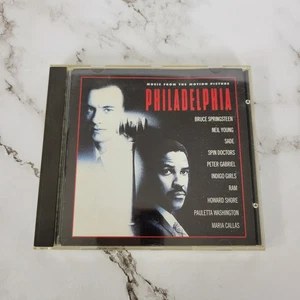 MUSIC FROM THE MOTION PICTURE
PHILADELPHIA
BRUCE SPRINGSTEEN
NEIL YOUNG
SADE
SPIN DOCTORS
PETER GABRIEL
INDIGO GIRLS
RAM
HOWARD SHORE
PAULETTA WASHINGTON
MARIA CALLAS